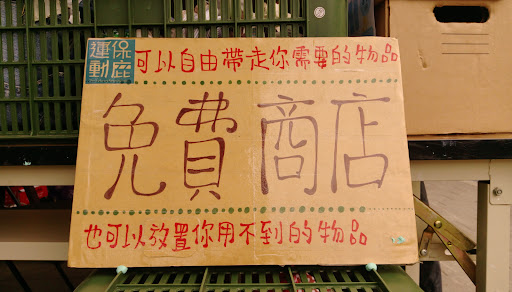 保
運動
可以自由帶走你需要的物品
免費商店
也可以放置你用不到的物品